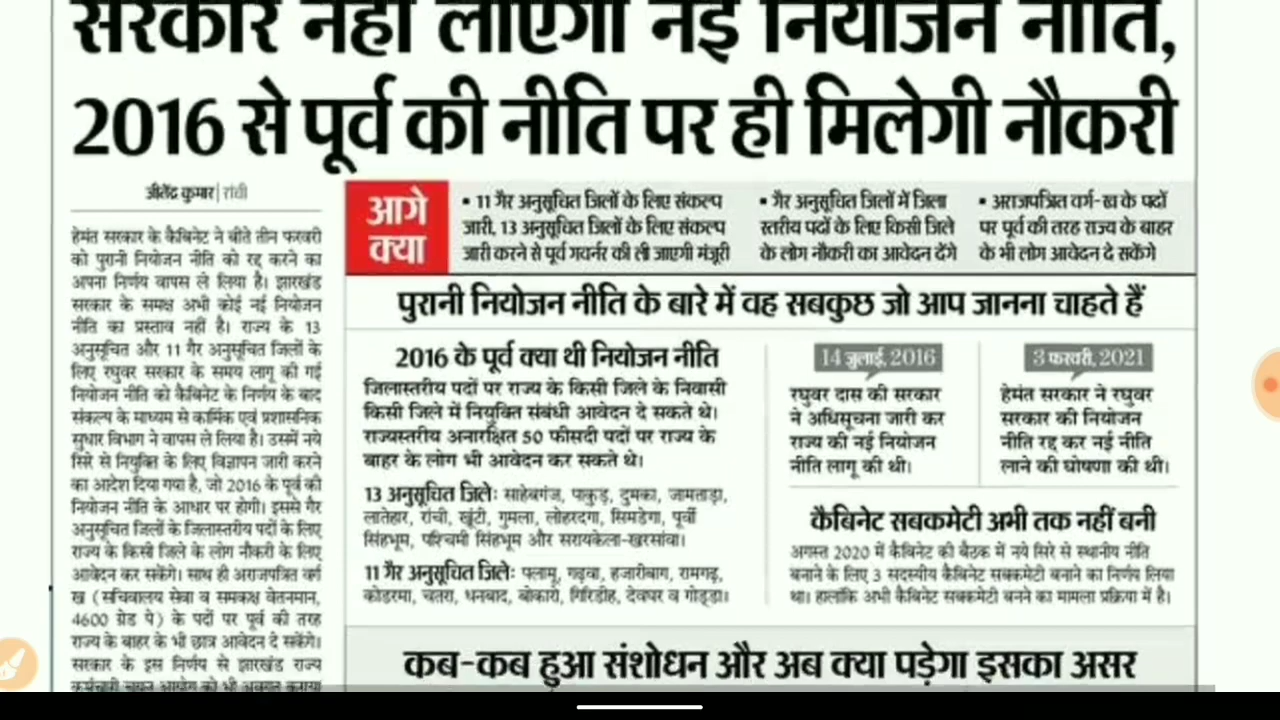 सरकार नहीं लाएगी नई नियोजन नीति,
2016 से पूर्व की नीति पर ही मिलेगी नौकरी
जीतेंद्र कुमार | रांची
हेमंत सरकार के कैबिनेट ने बीते तीन फरवरी
को पुरानी नियोजन नीति को रद्द करने का
अपना निर्णय वापस ले लिया है। झारखंड
सरकार के समक्ष अभी कोई नई नियोजन
नीति का प्रस्ताव नहीं है। राज्य के 13
अनुसूचित और 11 गैर अनुसूचित जिलों के
लिए रघुवर सरकार के समय लागू की गई
नियोजन नीति को कैबिनेट के निर्णय के बाद
संकल्प के माध्यम से कार्मिक एवं प्रशासनिक
सुधार विभाग ने वापस ले लिया है। उसमें नये
सिरे से नियुक्ति के लिए विज्ञापन जारी करने
का आदेश दिया गया है, जो 2016 के पूर्व की
नियोजन नीति के आधार पर होगी। इससे गैर
अनुसूचित जिलों के जिलास्तरीय पदों के लिए
राज्य के किसी जिले के लोग नौकरी के लिए
आवेदन कर सकेंगे। साथ ही अराजपत्रित वर्ग
ख (सचिवालय सेवा व समकक्ष वेतनमान,
4600 ग्रेड पे) के पदों पर पूर्व की तरह
राज्य के बाहर के भी छात्र आवेदन दे सकेंगे।
सरकार के इस निर्णय से झारखंड राज्य
कर्मचारी चयन आयोग को भी अवगत कराया
आगे
क्या
▪ 11 गैर अनुसूचित जिलों के लिए संकल्प
जारी, 13 अनुसूचित जिलों के लिए संकल्प
जारी करने से पूर्व गवर्नर की ली जाएगी मंजूरी
▪ गैर अनुसूचित जिलों में जिला
स्तरीय पदों के लिए किसी जिले
के लोग नौकरी का आवेदन देंगे
▪ अराजपत्रित वर्ग-ख के पदों
पर पूर्व की तरह राज्य के बाहर
के भी लोग आवेदन दे सकेंगे
पुरानी नियोजन नीति के बारे में वह सबकुछ जो आप जानना चाहते हैं
2016 के पूर्व क्या थी नियोजन नीति
जिलास्तरीय पदों पर राज्य के किसी जिले के निवासी
किसी जिले में नियुक्ति संबंधी आवेदन दे सकते थे।
राज्यस्तरीय अनारक्षित 50 फीसदी पदों पर राज्य के
बाहर के लोग भी आवेदन कर सकते थे।
13 अनुसूचित जिले: साहेबगंज, पाकुड़, दुमका, जामताड़ा,
लातेहार, रांची, खूंटी, गुमला, लोहरदगा, सिमडेगा, पूर्वी
सिंहभूम, पश्चिमी सिंहभूम और सरायकेला-खरसांवा।
11 गैर अनुसूचित जिले: पलामू, गढ़वा, हजारीबाग, रामगढ़,
कोडरमा, चतरा, धनबाद, बोकारो, गिरिडीह, देवघर व गोड्डा।
14 जुलाई, 2016
रघुवर दास की सरकार
ने अधिसूचना जारी कर
राज्य की नई नियोजन
नीति लागू की थी।
3 फरवरी, 2021
हेमंत सरकार ने रघुवर
सरकार की नियोजन
नीति रद्द कर नई नीति
लाने की घोषणा की थी।
कैबिनेट सबकमेटी अभी तक नहीं बनी
अगस्त 2020 में कैबिनेट की बैठक में नये सिरे से स्थानीय नीति
बनाने के लिए 3 सदस्यीय कैबिनेट सबकमेटी बनाने का निर्णय लिया
था। हालांकि अभी कैबिनेट सबकमेटी बनने का मामला प्रक्रिया में है।
कब-कब हुआ संशोधन और अब क्या पड़ेगा इसका असर